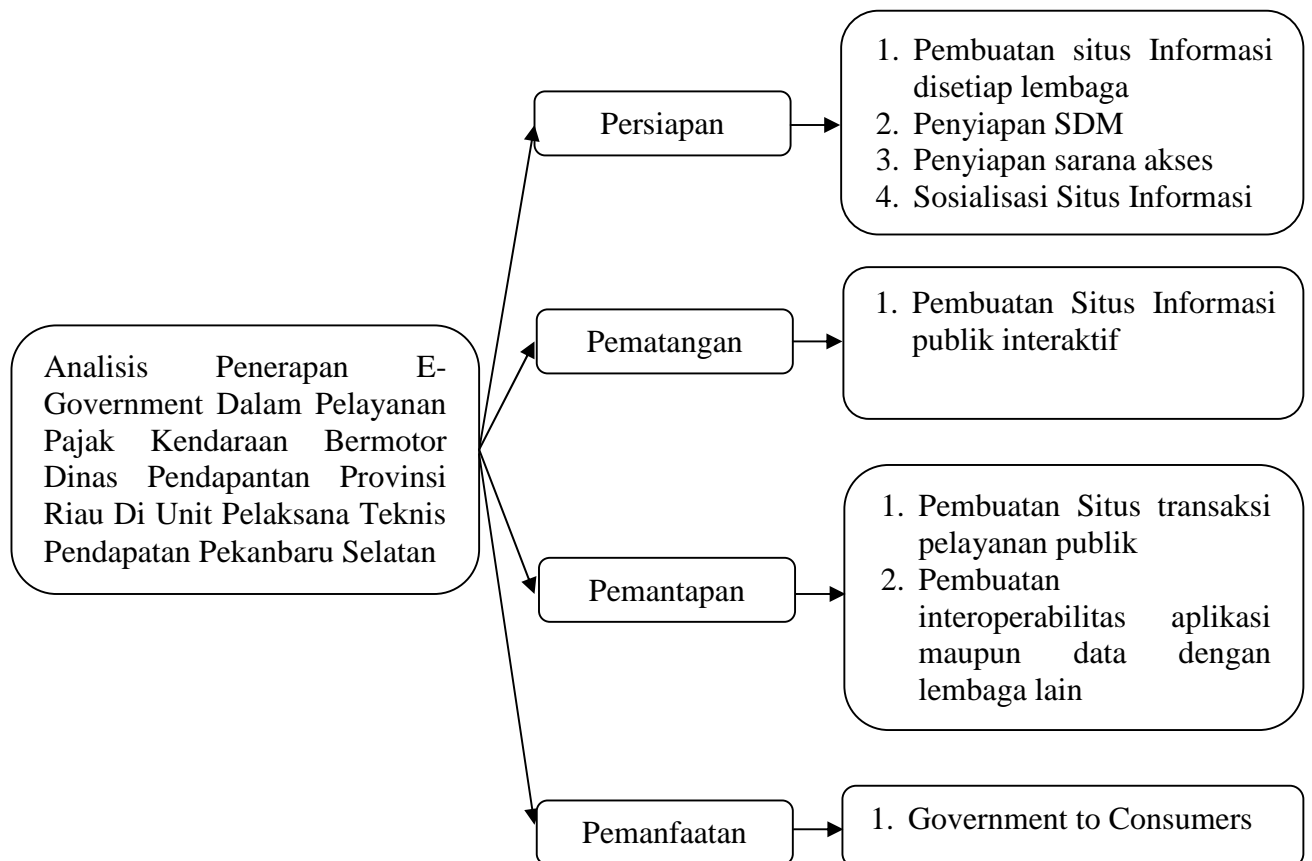 Analisis Penerapan E-
Government Dalam Pelayanan
Pajak Kendaraan Bermotor
Dinas Pendapantan Provinsi
Riau Di Unit Pelaksana Teknis
Pendapatan Pekanbaru Selatan
Persiapan
1. Pembuatan situs Informasi
disetiap lembaga
2. Penyiapan SDM
3. Penyiapan sarana akses
4. Sosialisasi Situs Informasi
Pematangan
1. Pembuatan Situs Informasi
publik interaktif
Pemantapan
1. Pembuatan Situs transaksi
pelayanan publik
2. Pembuatan
interoperabilitas aplikasi
maupun data dengan
lembaga lain
Pemanfaatan
1. Government to Consumers